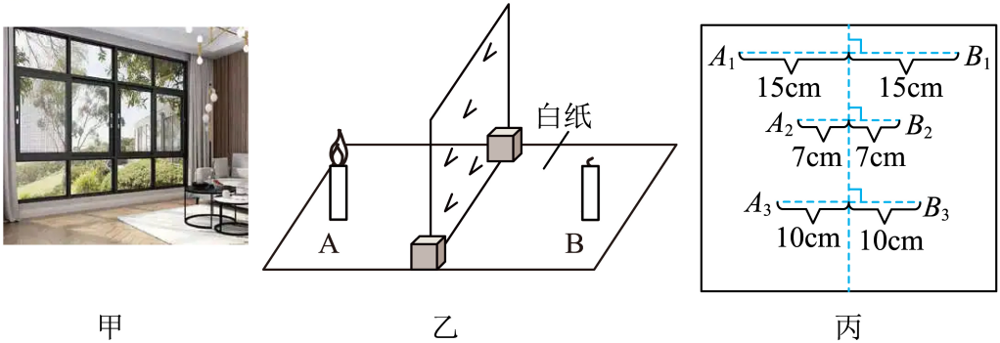 白纸
A
B
A₁ B₁
15cm 15cm
A₂ B₂
7cm 7cm
A₃ B₃
10cm 10cm
甲 乙 丙